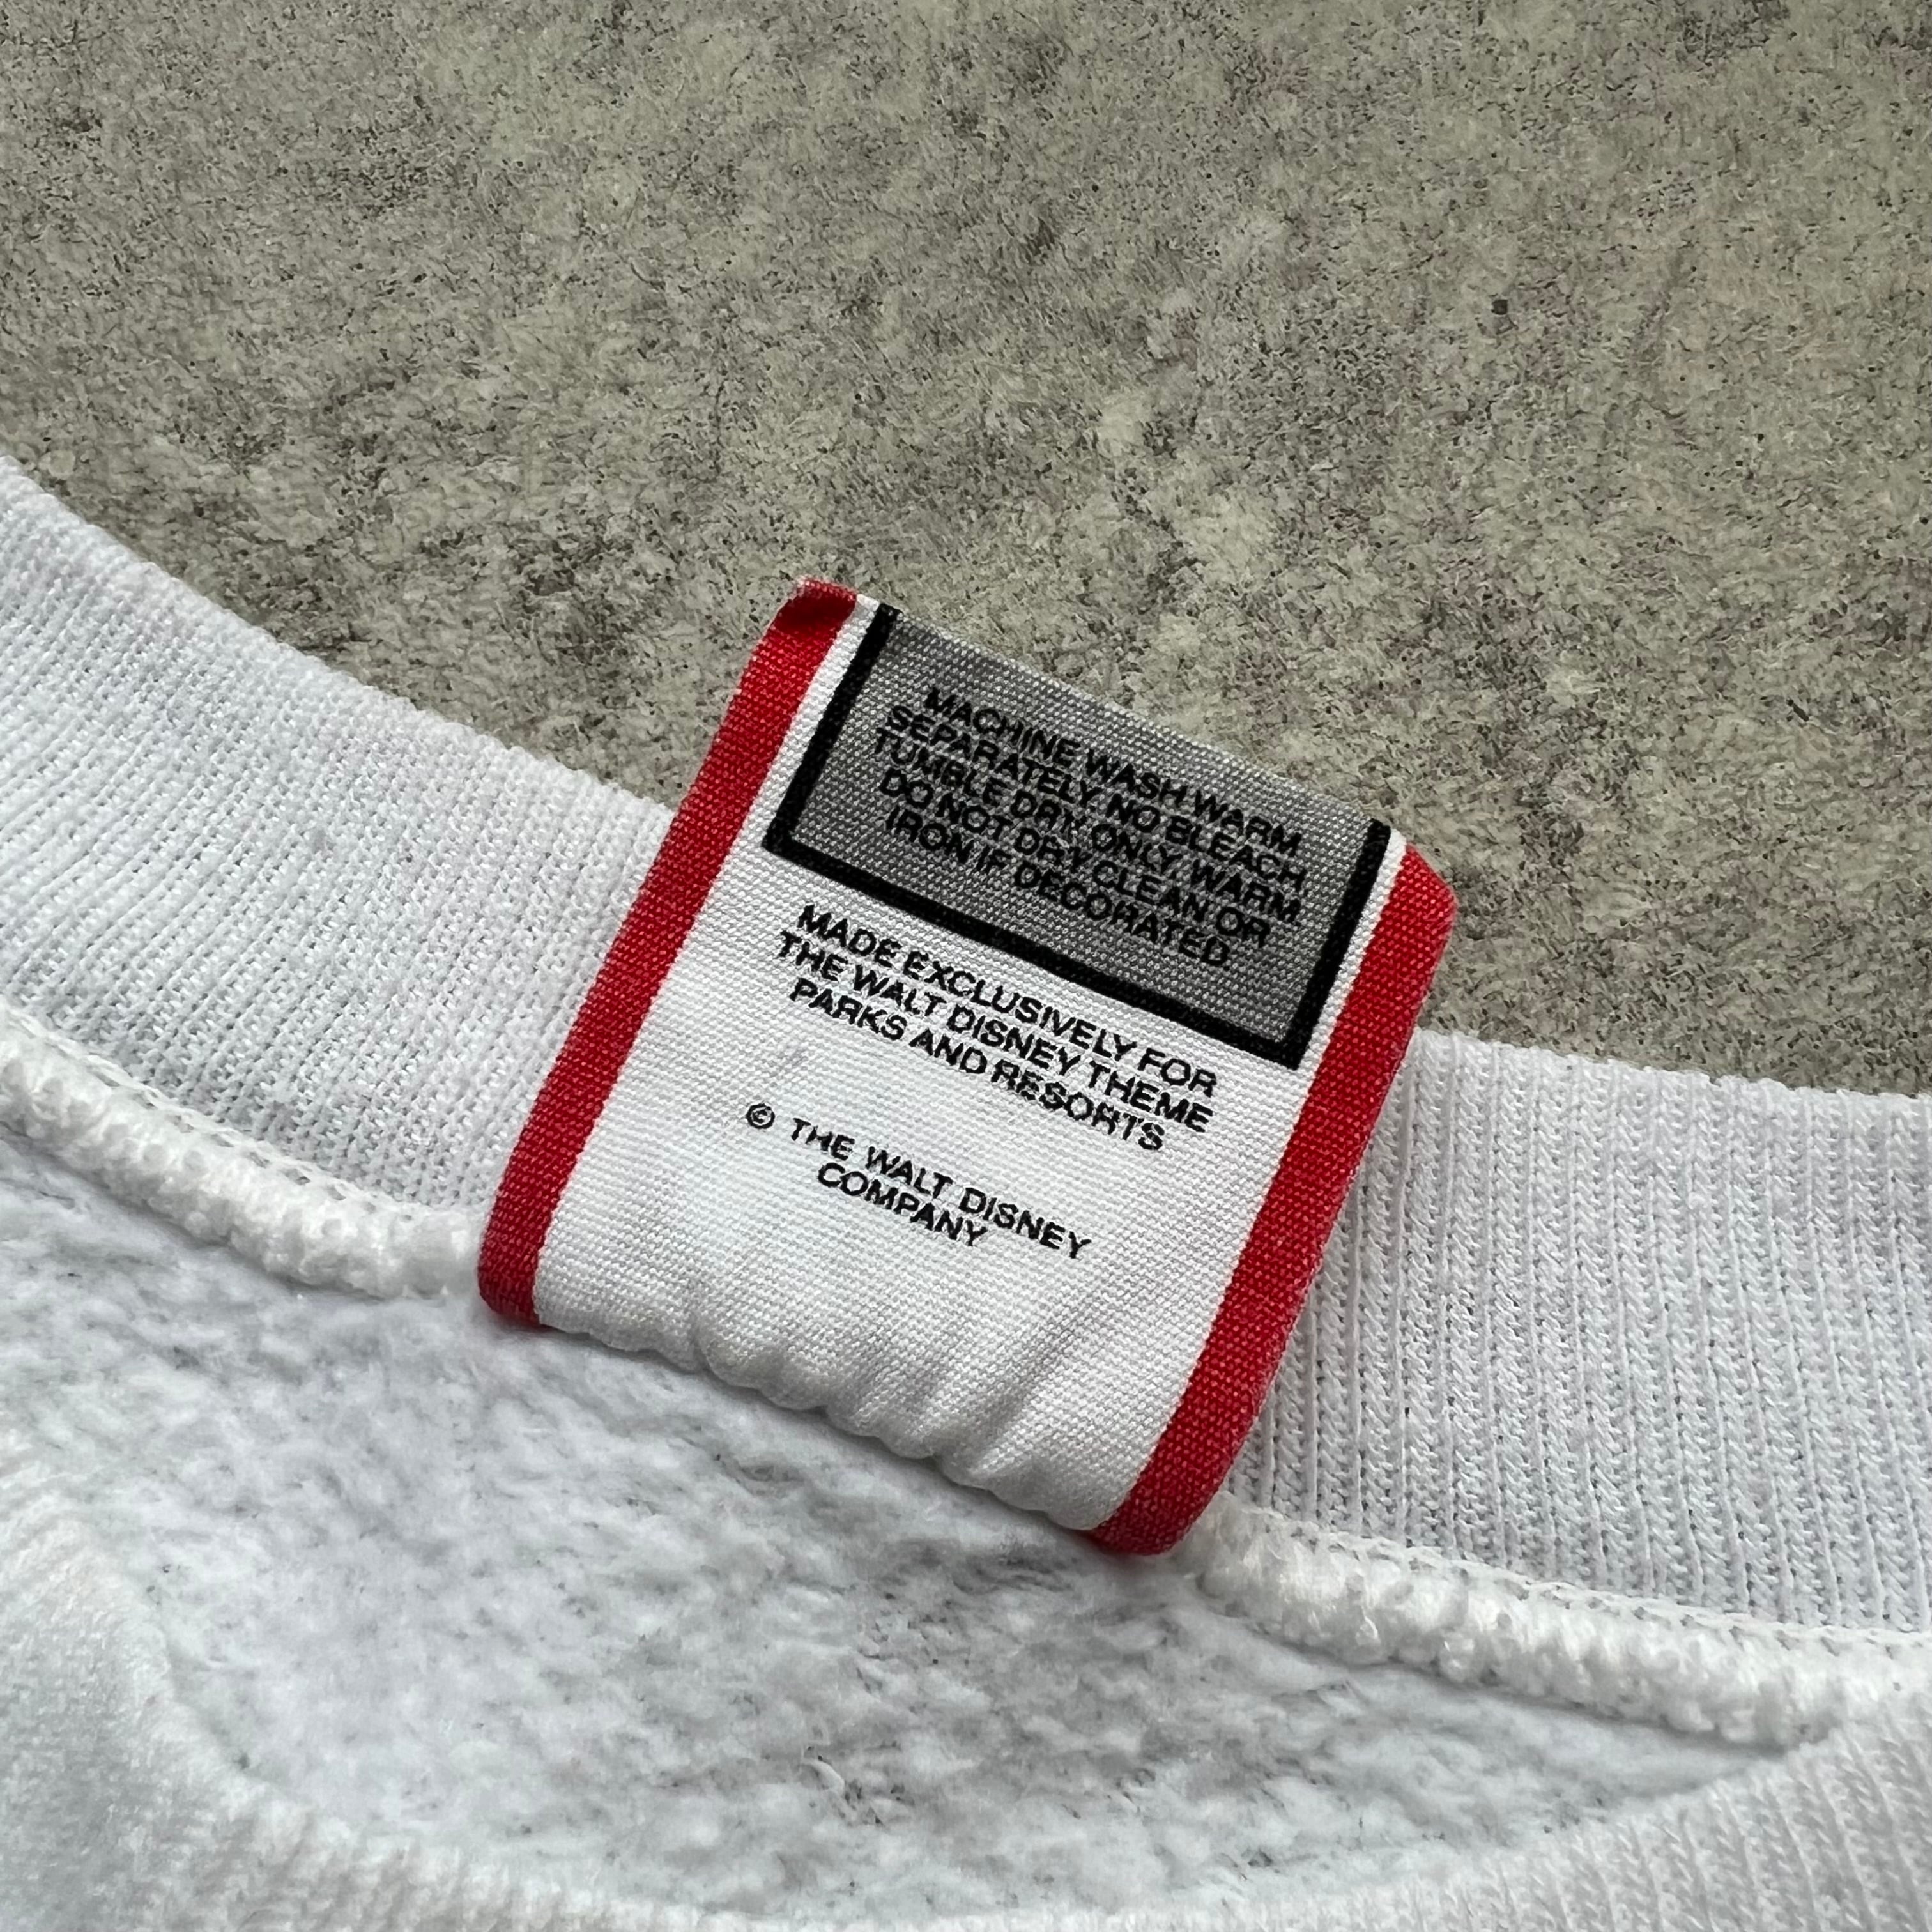 MACHINE WASH WARM
SEPARATELY. NO BLEACH,
TUMBLE DRY ONLY, WARM
DO NOT DRY CLEAN OR
IRON IF DECORATED.
MADE EXCLUSIVELY FOR
THE WALT DISNEY THEME
PARKS AND RESORTS
© THE WALT DISNEY
COMPANY